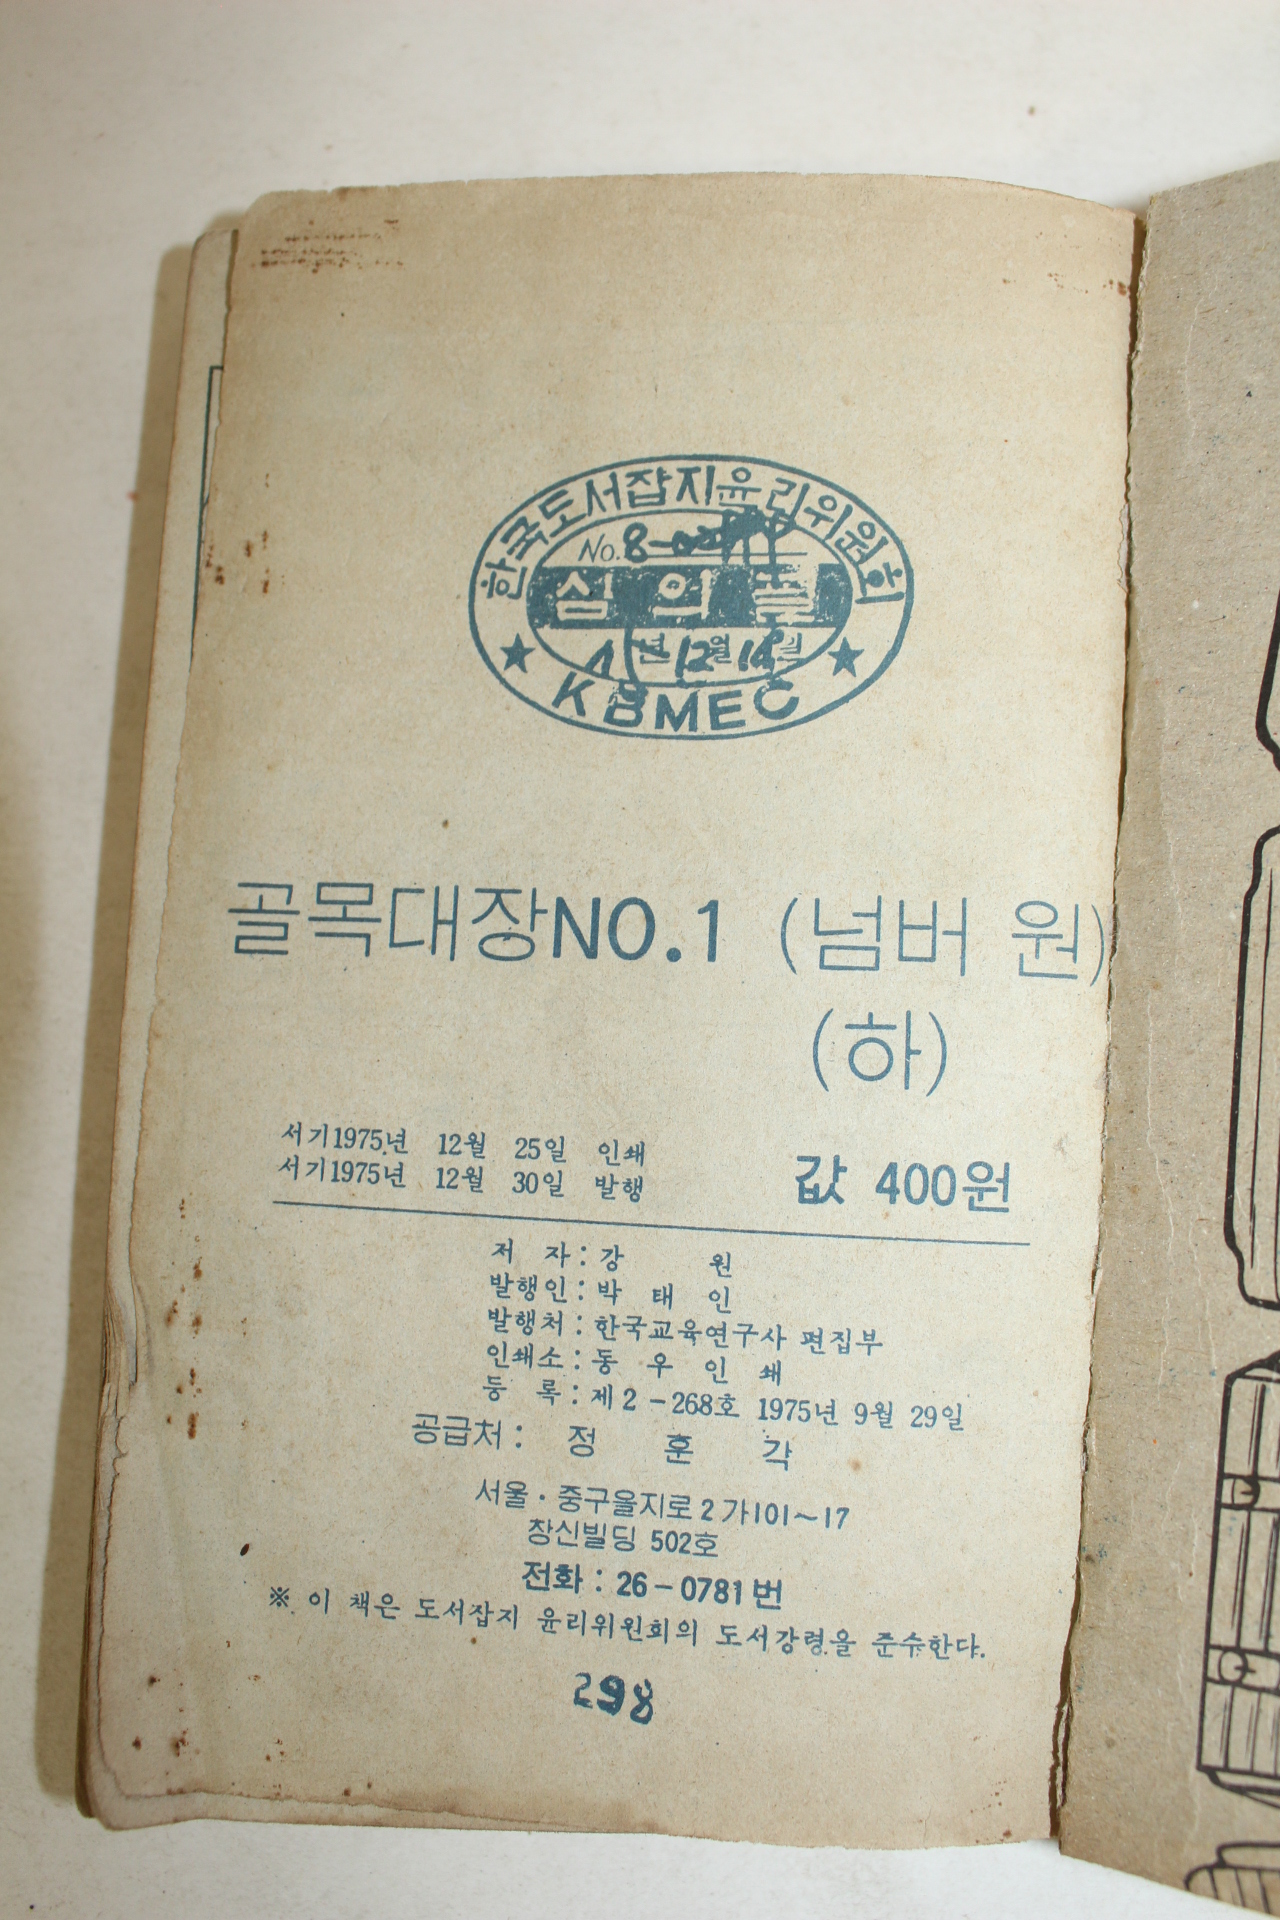 한국도서잡지윤리위원회
No. 8-
심의필
년 12월 18일
KBMEC
골목대장NO.1 (넘버 원)
(하)
서기1975년 12월 25일 인쇄
서기1975년 12월 30일 발행
값 400원
저 자 : 강 원
발행인 : 박 태 인
발행처 : 한국교육연구사 편집부
인쇄소 : 동 우 인 쇄
등 록 : 제2-268호 1975년 9월 29일
공급처 : 정 훈 각
서울·중구을지로2가101~17
창신빌딩 502호
전화 : 26-0781번
※ 이 책은 도서잡지 윤리위원회의 도서강령을 준수한다.
298